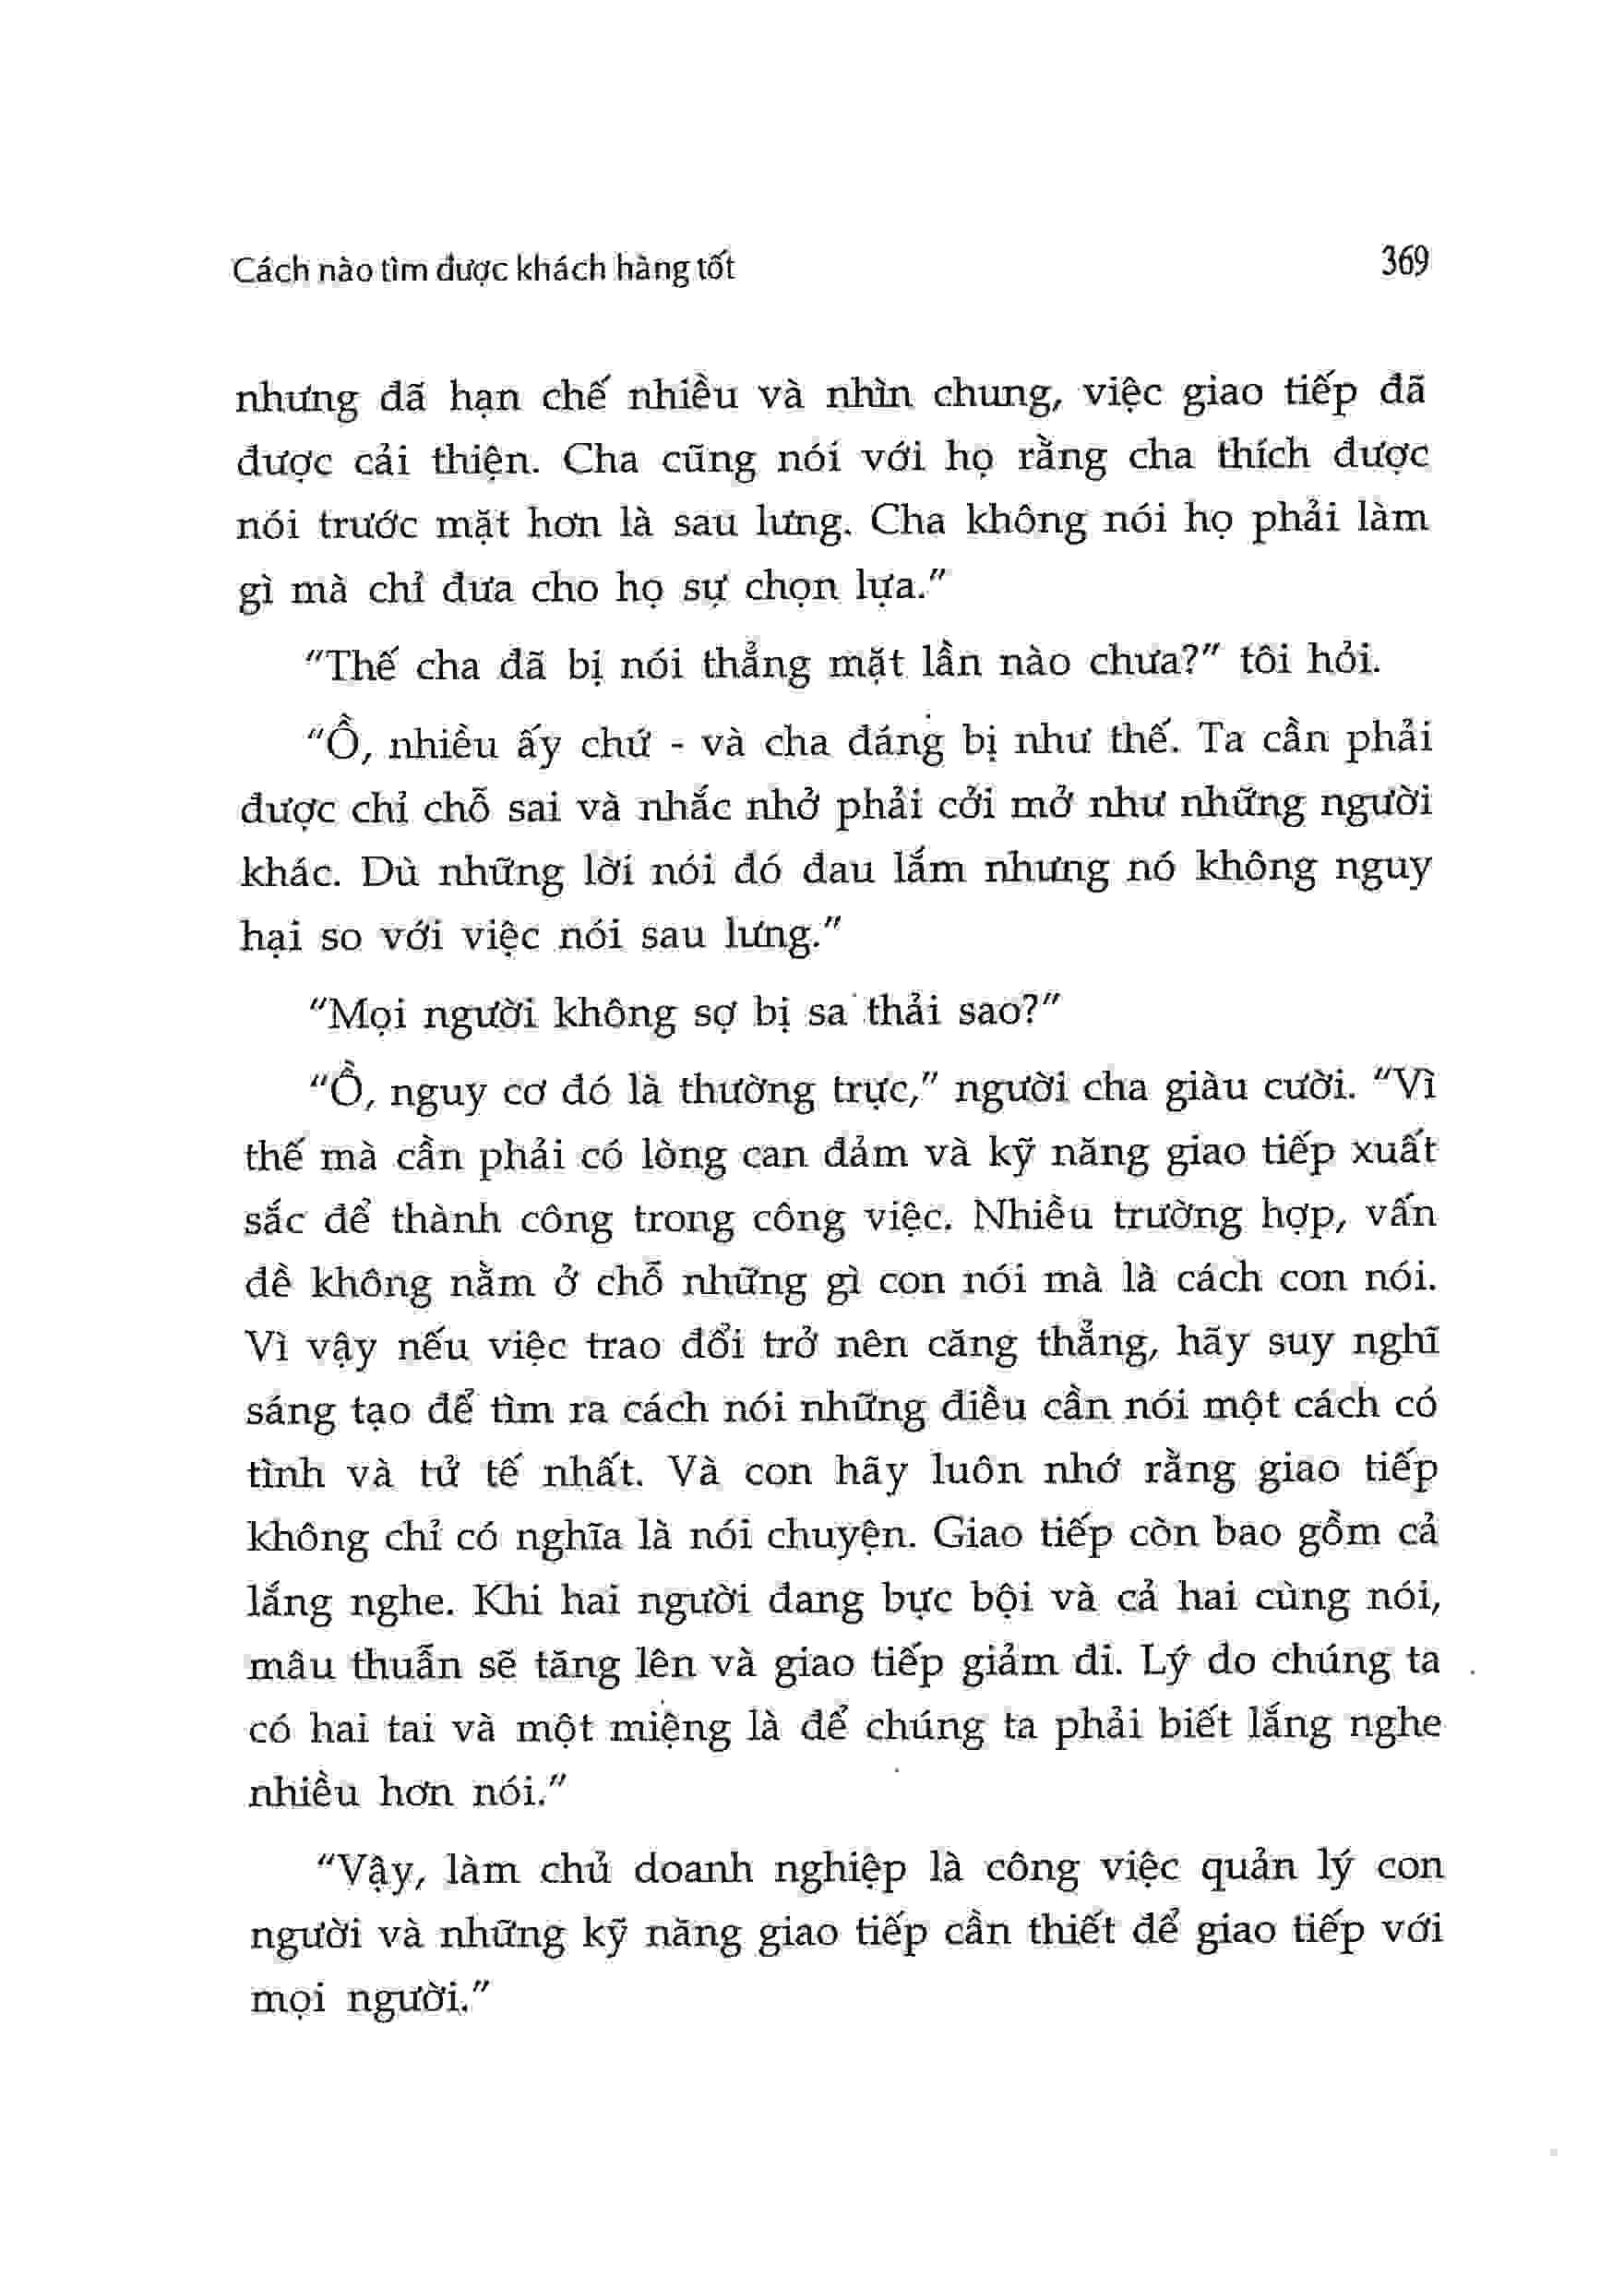 Cách nào tìm được khách hàng tốt
369
nhưng đã hạn chế nhiều và nhìn chung, việc giao tiếp đã
được cải thiện. Cha cũng nói với họ rằng cha thích được
nói trước mặt hơn là sau lưng. Cha không nói họ phải làm
gì mà chỉ đưa cho họ sự chọn lựa."
"Thế cha đã bị nói thẳng mặt lần nào chưa?" tôi hỏi.
"Ồ, nhiều ấy chứ - và cha đáng bị như thế. Ta cần phải
được chỉ chỗ sai và nhắc nhở phải cởi mở như những người
khác. Dù những lời nói đó đau lắm nhưng nó không nguy
hại so với việc nói sau lưng."
"Mọi người không sợ bị sa thải sao?"
"Ồ, nguy cơ đó là thường trực," người cha giàu cười. "Vì
thế mà cần phải có lòng can đảm và kỹ năng giao tiếp xuất
sắc để thành công trong công việc. Nhiều trường hợp, vấn
đề không nằm ở chỗ những gì con nói mà là cách con nói.
Vì vậy nếu việc trao đổi trở nên căng thẳng, hãy suy nghĩ
sáng tạo để tìm ra cách nói những điều cần nói một cách có
tình và tử tế nhất. Và con hãy luôn nhớ rằng giao tiếp
không chỉ có nghĩa là nói chuyện. Giao tiếp còn bao gồm cả
lắng nghe. Khi hai người đang bực bội và cả hai cùng nói,
mâu thuẫn sẽ tăng lên và giao tiếp giảm đi. Lý do chúng ta
có hai tai và một miệng là để chúng ta phải biết lắng nghe
nhiều hơn nói."
"Vậy, làm chủ doanh nghiệp là công việc quản lý con
người và những kỹ năng giao tiếp cần thiết để giao tiếp với
mọi người."